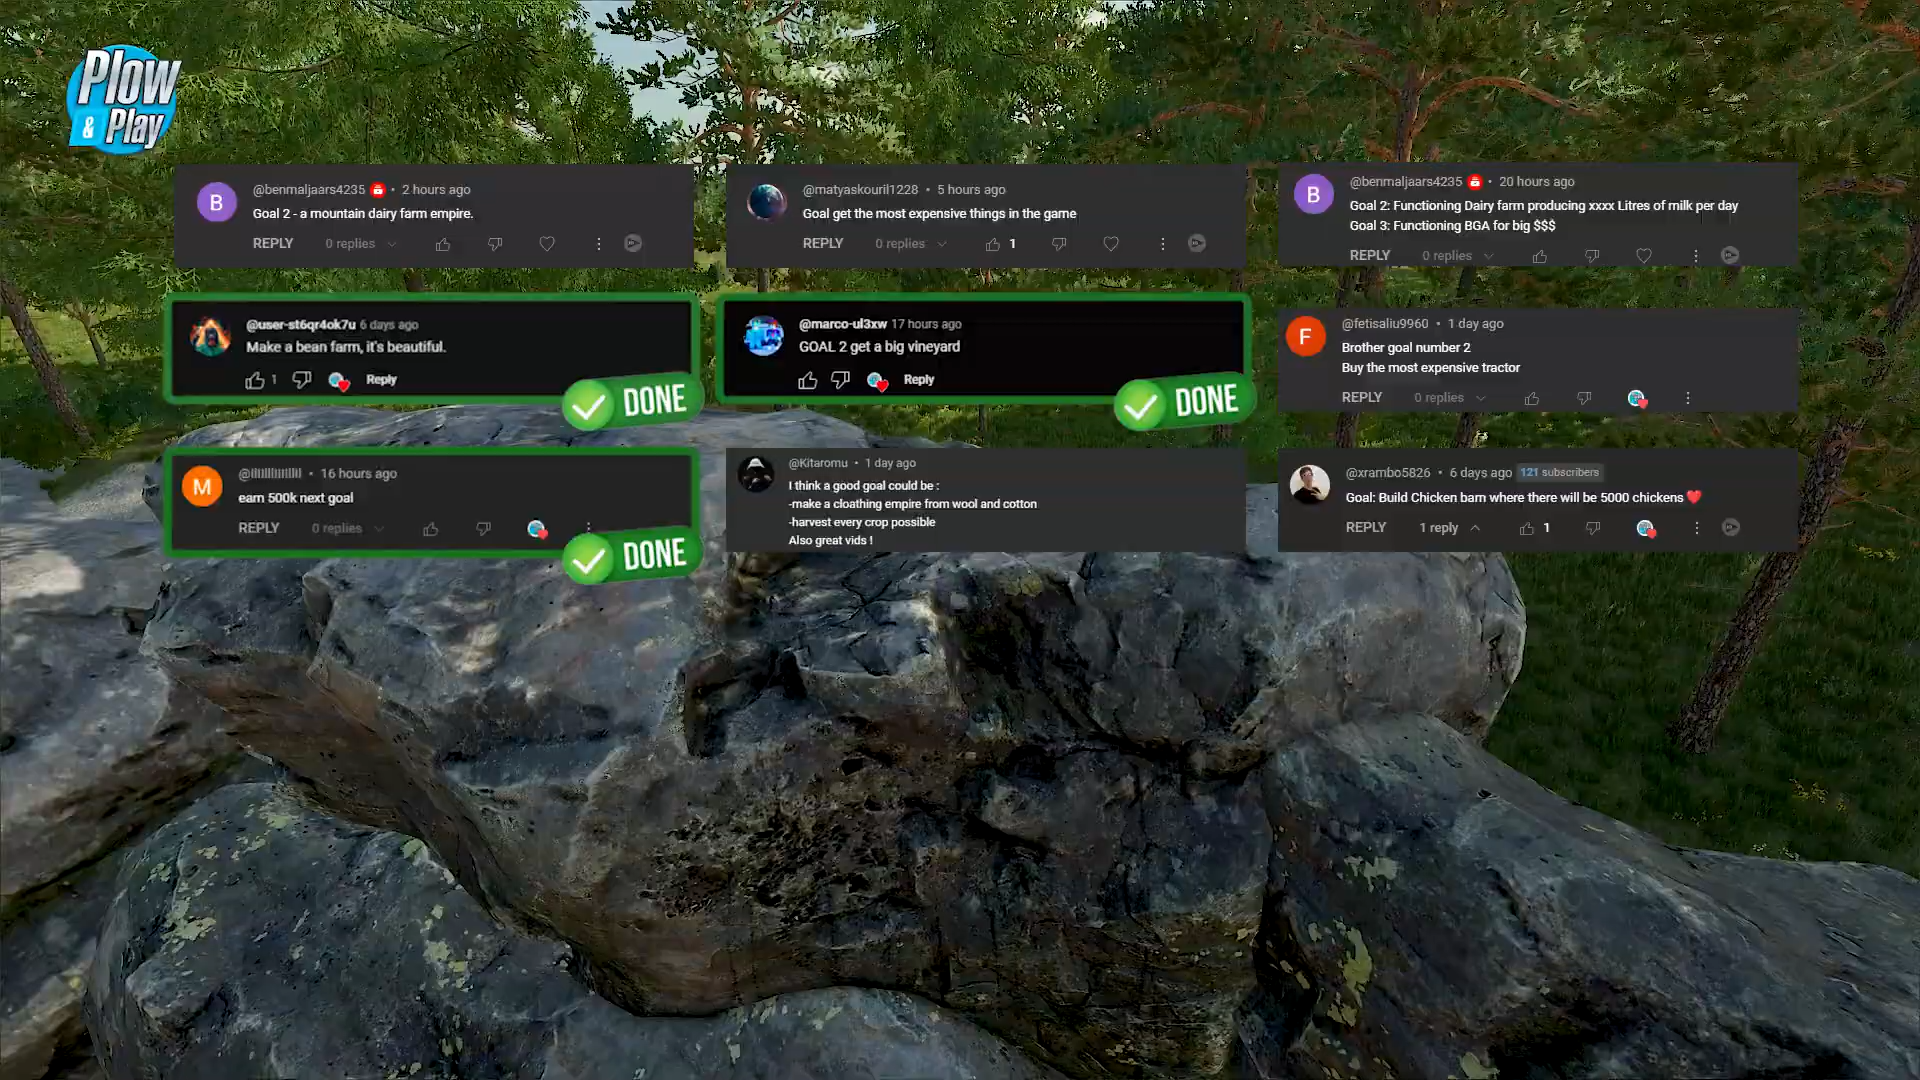 Plow
& Play
@benmaljaars4235 • 2 hours ago
Goal 2 - a mountain dairy farm empire.
REPLY 0 replies
@matyaskouril1228 • 5 hours ago
Goal get the most expensive things in the game
REPLY 0 replies 1
@benmaljaars4235 • 20 hours ago
Goal 2: Functioning Dairy farm producing xxxx Litres of milk per day
Goal 3: Functioning BGA for big $$$
REPLY 0 replies
@user-st6qr4ok7u 6 days ago
Make a bean farm, it's beautiful.
1 Reply
DONE
@marco-ul3xw 17 hours ago
GOAL 2 get a big vineyard
Reply
DONE
@fetisaliu9960 • 1 day ago
Brother goal number 2
Buy the most expensive tractor
REPLY 0 replies
• 16 hours ago
earn 500k next goal
REPLY 0 replies
DONE
@Kitaromu • 1 day ago
I think a good goal could be :
-make a cloathing empire from wool and cotton
-harvest every crop possible
Also great vids !
@xrambo5826 • 6 days ago 121 subscribers
Goal: Build Chicken barn where there will be 5000 chickens ❤️
REPLY 1 reply 1